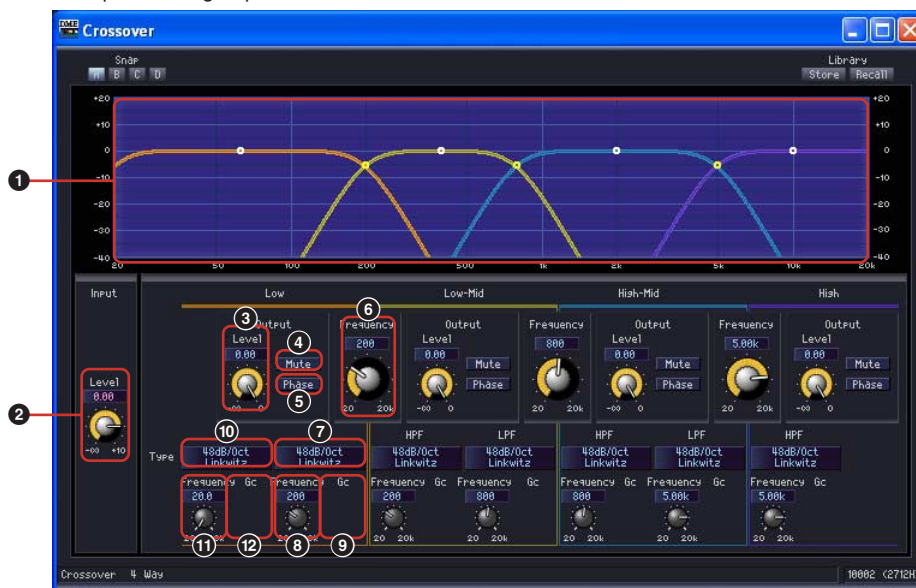 Crossover
Snap
Library
A B C D
Store Recall
+20 +20
+10 +10
0 0
-10 -10
-20 -20
-30 -30
-40 -40
20 50 100 200 500 1k 2k 5k 10k 20k
1
2
Input
Low Low-Mid High-Mid High
3 4 5 6
Output Frequency Output Frequency Output Frequency Output
Level Level Level Level
0.00 200 0.00 800 0.00 5.00k 0.00
Mute Mute Mute Mute
Phase Phase Phase Phase
-∞ 0 20 20k -∞ 0 20 20k -∞ 0 20 20k -∞ 0
Level
0.00
-∞ +10
10 7
HPF LPF HPF LPF HPF
Type
48dB/Oct 48dB/Oct 48dB/Oct 48dB/Oct 48dB/Oct 48dB/Oct 48dB/Oct
Linkwitz Linkwitz Linkwitz Linkwitz Linkwitz Linkwitz Linkwitz
Frequency Gc Frequency Gc Frequency Gc Frequency Gc Frequency Gc Frequency Gc Frequency Gc
20.0 200 200 800 800 5.00k 5.00k
20 20k 20 20k 20 20k 20 20k 20 20k 20 20k
11 12 8 9
Crossover 4 Way
10002 (2712H